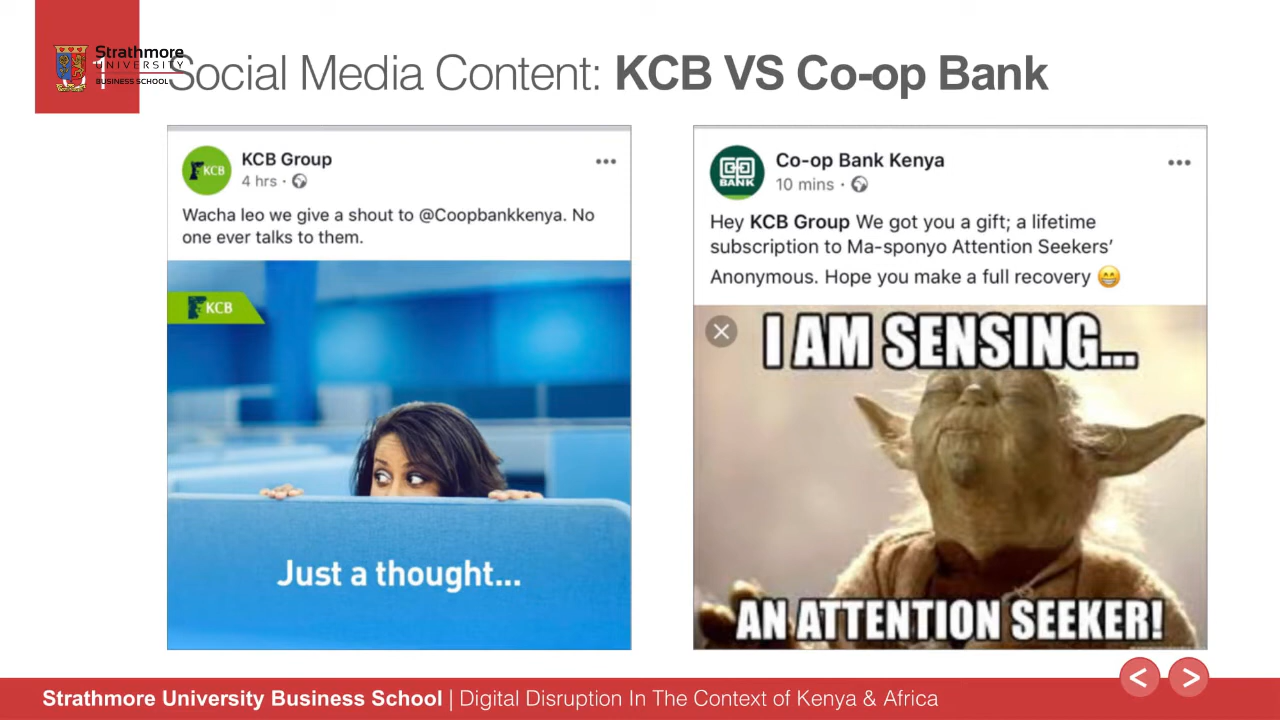 Strathmore
UNIVERSITY
BUSINESS SCHOOL
1
Social Media Content: KCB VS Co-op Bank
KCB
KCB Group
4 hrs ·
Wacha leo we give a shout to @Coopbankkenya. No
one ever talks to them.
KCB
Just a thought...
BANK
Co-op Bank Kenya
10 mins ·
Hey KCB Group We got you a gift; a lifetime
subscription to Ma-sponyo Attention Seekers’
Anonymous. Hope you make a full recovery 😁
I AM SENSING...
AN ATTENTION SEEKER!
Strathmore University Business School | Digital Disruption In The Context of Kenya & Africa